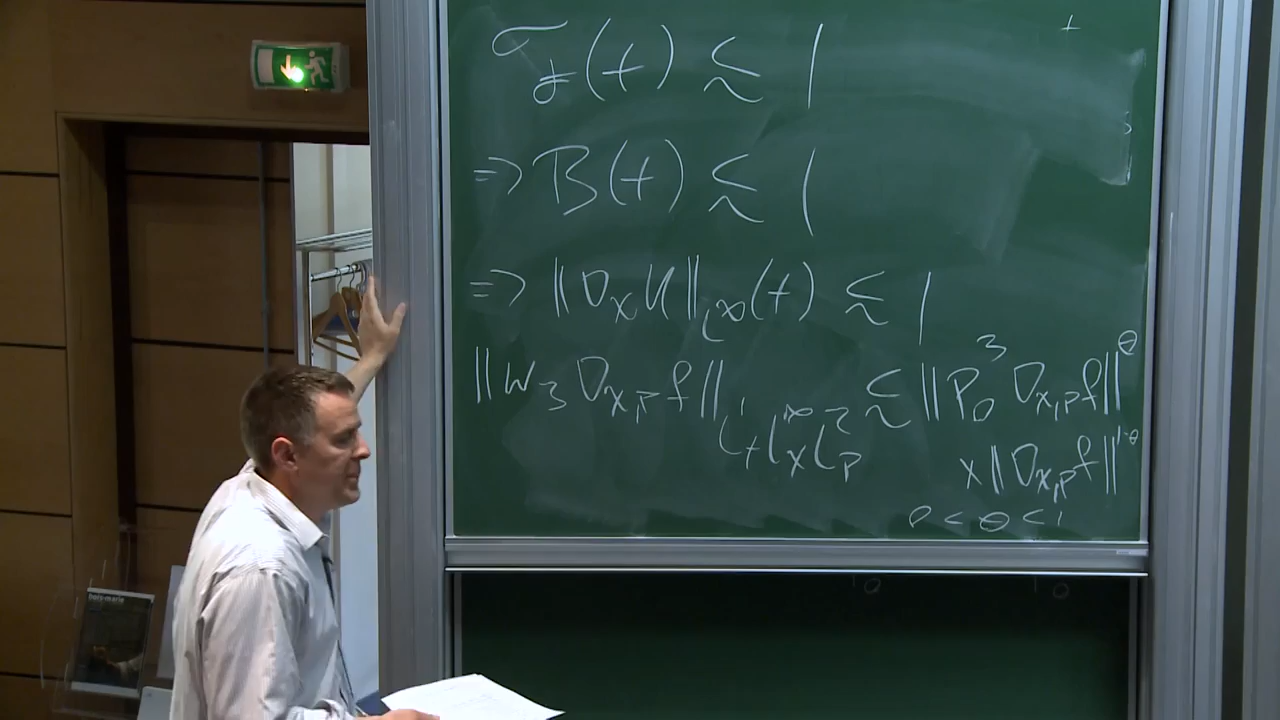 σ_f(t) ≲ 1
⇒ B(t) ≲ 1
⇒ ‖D_x U‖_{L^∞}(t) ≲ 1
‖W_3 D_{x,p} f‖_{L^1_t L^∞_x L^2_p} ≲ ‖P_0^3 D_{x,p} f‖^θ
x ‖D_{x,p} f‖^{1-θ}
0 < θ < 1